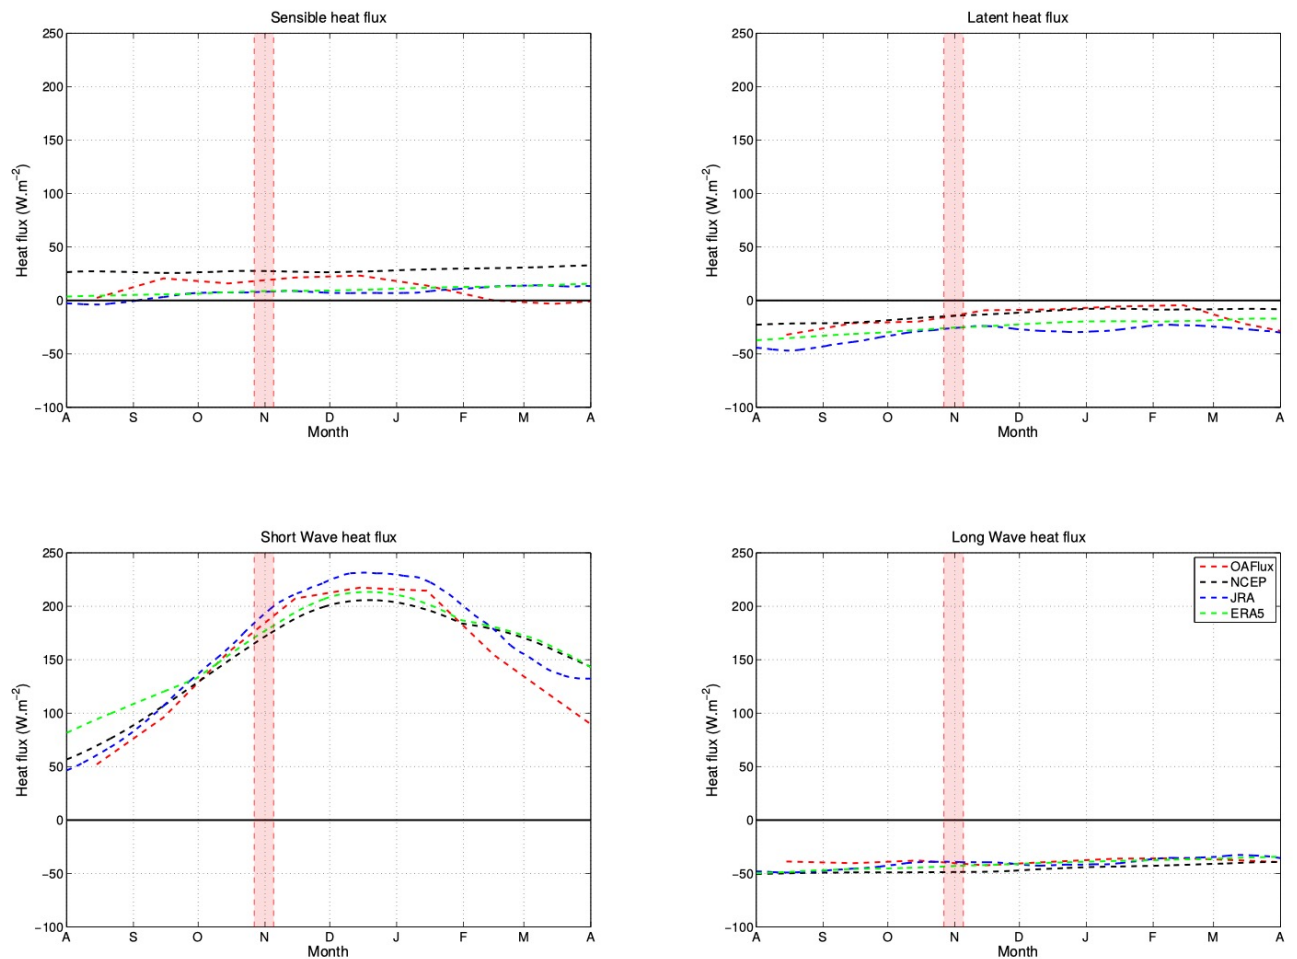 Sensible heat flux
250
200
150
100
50
0
−50
−100
Heat flux (W.m−2)
A S O N D J F M A
Month
Latent heat flux
250
200
150
100
50
0
−50
−100
Heat flux (W.m−2)
A S O N D J F M A
Month
Short Wave heat flux
250
200
150
100
50
0
−50
−100
Heat flux (W.m−2)
A S O N D J F M A
Month
Long Wave heat flux
OAFlux
NCEP
JRA
ERA5
250
200
150
100
50
0
−50
−100
Heat flux (W.m−2)
A S O N D J F M A
Month